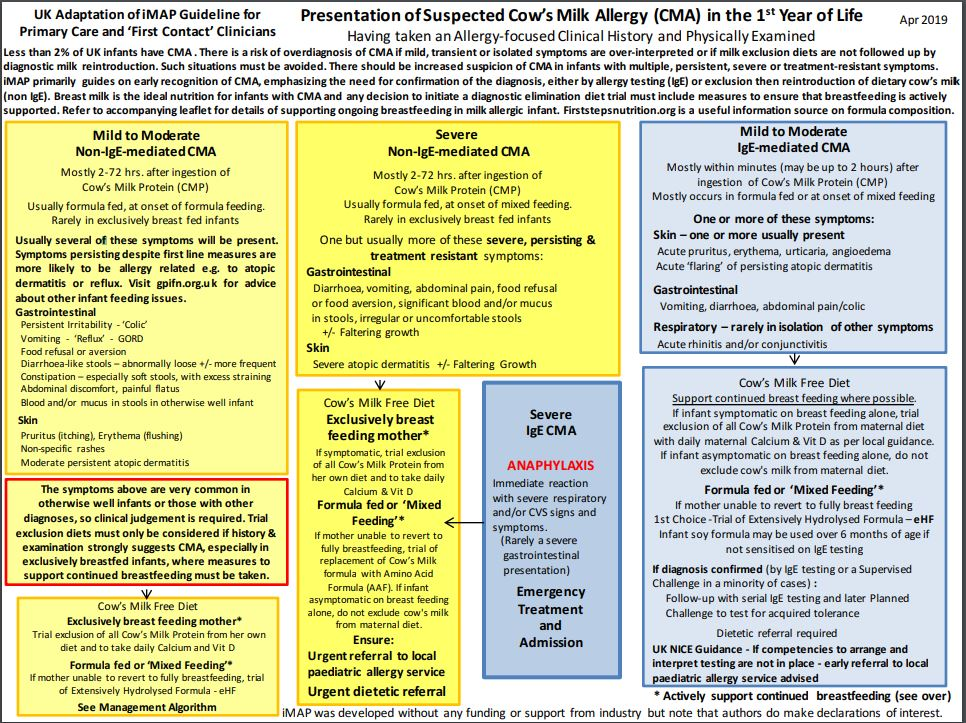 UK Adaptation of iMAP Guideline for
Primary Care and 'First Contact' Clinicians
Presentation of Suspected Cow's Milk Allergy (CMA) in the 1st Year of Life
Having taken an Allergy-focused Clinical History and Physically Examined
Apr 2019
Less than 2% of UK infants have CMA. There is a risk of overdiagnosis of CMA if mild, transient or isolated symptoms are over-interpreted or if milk exclusion diets are not followed up by
diagnostic milk reintroduction. Such situations must be avoided. There should be increased suspicion of CMA in infants with multiple, persistent, severe or treatment-resistant symptoms.
iMAP primarily guides on early recognition of CMA, emphasizing the need for confirmation of the diagnosis, either by allergy testing (IgE) or exclusion then reintroduction of dietary cow's milk
(non IgE). Breast milk is the ideal nutrition for infants with CMA and any decision to initiate a diagnostic elimination diet trial must include measures to ensure that breastfeeding is actively
supported. Refer to accompanying leaflet for details of supporting ongoing breastfeeding in milk allergic infant. Firststepsnutrition.org is a useful information source on formula composition.
Mild to Moderate
Non-IgE-mediated CMA
Mostly 2-72 hrs. after ingestion of
Cow's Milk Protein (CMP)
Usually formula fed, at onset of formula feeding.
Rarely in exclusively breast fed infants
Usually several of these symptoms will be present.
Symptoms persisting despite first line measures are
more likely to be allergy related e.g. to atopic
dermatitis or reflux. Visit gpifn.org.uk for advice
about other infant feeding issues.
Gastrointestinal
Persistent Irritability - 'Colic'
Vomiting - 'Reflux' - GORD
Food refusal or aversion
Diarrhoea-like stools – abnormally loose +/- more frequent
Constipation – especially soft stools, with excess straining
Abdominal discomfort, painful flatus
Blood and/or mucus in stools in otherwise well infant
Skin
Pruritus (itching), Erythema (flushing)
Non-specific rashes
Moderate persistent atopic dermatitis
The symptoms above are very common in
otherwise well infants or those with other
diagnoses, so clinical judgement is required. Trial
exclusion diets must only be considered if history &
examination strongly suggests CMA, especially in
exclusively breastfed infants, where measures to
support continued breastfeeding must be taken.
Cow's Milk Free Diet
Exclusively breast feeding mother*
Trial exclusion of all Cow's Milk Protein from her own
diet and to take daily Calcium and Vit D
Formula fed or 'Mixed Feeding'*
If mother unable to revert to fully breastfeeding, trial
of Extensively Hydrolysed Formula - eHF
See Management Algorithm
Severe
Non-IgE-mediated CMA
Mostly 2-72 hrs. after ingestion of
Cow's Milk Protein (CMP)
Usually formula fed, at onset of mixed feeding.
Rarely in exclusively breast fed infants
One but usually more of these severe, persisting &
treatment resistant symptoms:
Gastrointestinal
Diarrhoea, vomiting, abdominal pain, food refusal
or food aversion, significant blood and/or mucus
in stools, irregular or uncomfortable stools
+/- Faltering growth
Skin
Severe atopic dermatitis +/- Faltering Growth
Cow's Milk Free Diet
Exclusively breast
feeding mother*
If symptomatic, trial exclusion
of all Cow's Milk Protein from
her own diet and to take daily
Calcium & Vit D
Formula fed or 'Mixed
Feeding'*
If mother unable to revert to
fully breastfeeding, trial of
replacement of Cow's Milk
formula with Amino Acid
Formula (AAF). If infant
asymptomatic on breast feeding
alone, do not exclude cow's milk
from maternal diet.
Ensure:
Urgent referral to local
paediatric allergy service
Urgent dietetic referral
Severe
IgE CMA
ANAPHYLAXIS
Immediate reaction
with severe respiratory
and/or CVS signs and
symptoms.
(Rarely a severe
gastrointestinal
presentation)
Emergency
Treatment
and
Admission
Mild to Moderate
IgE-mediated CMA
Mostly within minutes (may be up to 2 hours) after
ingestion of Cow's Milk Protein (CMP)
Mostly occurs in formula fed or at onset of mixed feeding
One or more of these symptoms:
Skin – one or more usually present
Acute pruritus, erythema, urticaria, angioedema
Acute 'flaring' of persisting atopic dermatitis
Gastrointestinal
Vomiting, diarrhoea, abdominal pain/colic
Respiratory – rarely in isolation of other symptoms
Acute rhinitis and/or conjunctivitis
Cow's Milk Free Diet
Support continued breast feeding where possible.
If infant symptomatic on breast feeding alone, trial
exclusion of all Cow's Milk Protein from maternal diet
with daily maternal Calcium & Vit D as per local guidance.
If infant asymptomatic on breast feeding alone, do not
exclude cow's milk from maternal diet.
Formula fed or 'Mixed Feeding'*
If mother unable to revert to fully breast feeding
1st Choice -Trial of Extensively Hydrolysed Formula – eHF
Infant soy formula may be used over 6 months of age if
not sensitised on IgE testing
If diagnosis confirmed (by IgE testing or a Supervised
Challenge in a minority of cases) :
Follow-up with serial IgE testing and later Planned
Challenge to test for acquired tolerance
Dietetic referral required
UK NICE Guidance - If competencies to arrange and
interpret testing are not in place - early referral to local
paediatric allergy service advised
* Actively support continued breastfeeding (see over)
iMAP was developed without any funding or support from industry but note that authors do make declarations of interest.